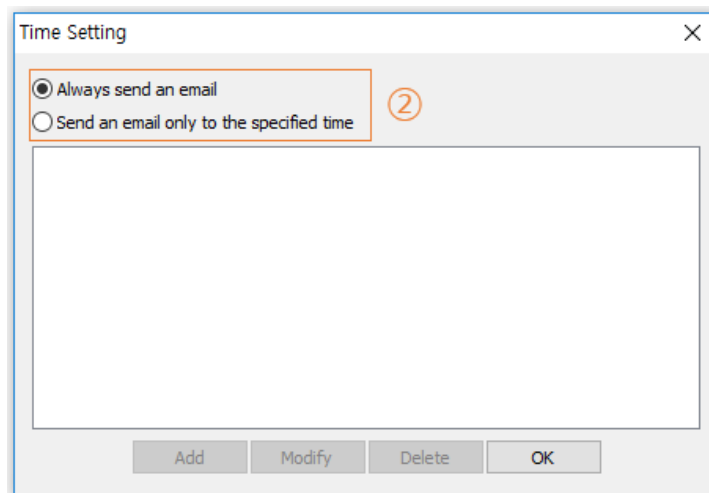 Time Setting
Always send an email
②
Send an email only to the specified time
Add Modify Delete OK